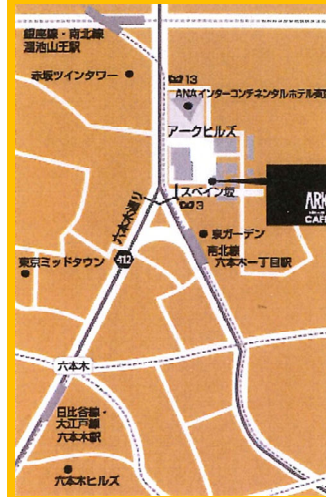 銀座線・南北線
溜池山王駅
赤坂ツインタワー
13
ANAインターコンチネンタルホテル東京
アークヒルズ
スペイン坂
ARK
CAFE
3
六本木通り
泉ガーデン
南北線
六本木一丁目駅
412
東京ミッドタウン
六本木
日比谷線・
大江戸線
六本木駅
六本木ヒルズ